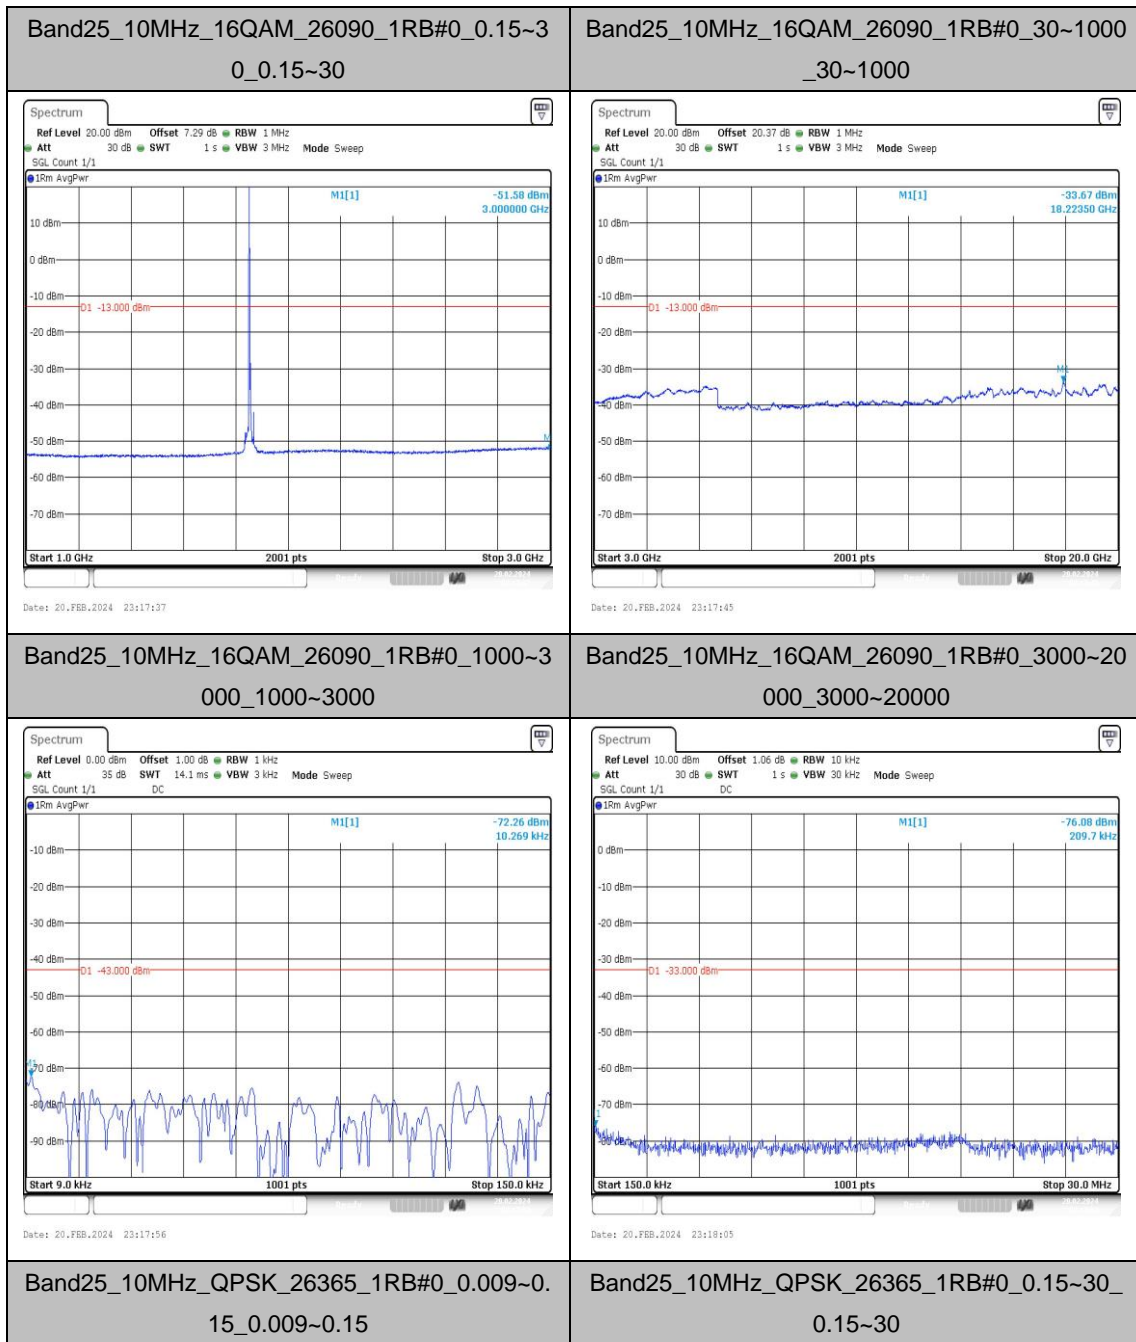 Band25_10MHz_16QAM_26090_1RB#0_0.15~3
0_0.15~30
Band25_10MHz_16QAM_26090_1RB#0_30~1000
_30~1000
Spectrum
Ref Level 20.00 dBm Offset 7.29 dB RBW 1 MHz
Att 30 dB SWT 1 s VBW 3 MHz Mode Sweep
SGL Count 1/1
1Rm AvgPwr
M1[1] -51.58 dBm
3.000000 GHz
10 dBm
0 dBm
-10 dBm
D1 -13.000 dBm
-20 dBm
-30 dBm
-40 dBm
-50 dBm
-60 dBm
-70 dBm
Start 1.0 GHz 2001 pts Stop 3.0 GHz
Date: 20.FEB.2024 23:17:37
Spectrum
Ref Level 20.00 dBm Offset 20.37 dB RBW 1 MHz
Att 30 dB SWT 1 s VBW 3 MHz Mode Sweep
SGL Count 1/1
1Rm AvgPwr
M1[1] -33.67 dBm
18.22350 GHz
10 dBm
0 dBm
-10 dBm
D1 -13.000 dBm
-20 dBm
-30 dBm
M1
-40 dBm
-50 dBm
-60 dBm
-70 dBm
Start 3.0 GHz 2001 pts Stop 20.0 GHz
Date: 20.FEB.2024 23:17:45
Band25_10MHz_16QAM_26090_1RB#0_1000~3
000_1000~3000
Band25_10MHz_16QAM_26090_1RB#0_3000~20
000_3000~20000
Spectrum
Ref Level 0.00 dBm Offset 1.00 dB RBW 1 kHz
Att 35 dB SWT 14.1 ms VBW 3 kHz Mode Sweep
SGL Count 1/1 DC
1Rm AvgPwr
M1[1] -72.26 dBm
10.269 kHz
-10 dBm
-20 dBm
-30 dBm
-40 dBm
D1 -43.000 dBm
-50 dBm
-60 dBm
-70 dBm
-80 dBm
-90 dBm
Start 9.0 kHz 1001 pts Stop 150.0 kHz
Date: 20.FEB.2024 23:17:56
Spectrum
Ref Level 10.00 dBm Offset 1.06 dB RBW 10 kHz
Att 30 dB SWT 1 s VBW 30 kHz Mode Sweep
SGL Count 1/1 DC
1Rm AvgPwr
M1[1] -76.08 dBm
209.7 kHz
0 dBm
-10 dBm
-20 dBm
-30 dBm
D1 -33.000 dBm
-40 dBm
-50 dBm
-60 dBm
-70 dBm
-80 dBm
Start 150.0 kHz 1001 pts Stop 30.0 MHz
Date: 20.FEB.2024 23:18:05
Band25_10MHz_QPSK_26365_1RB#0_0.009~0.
15_0.009~0.15
Band25_10MHz_QPSK_26365_1RB#0_0.15~30_
0.15~30